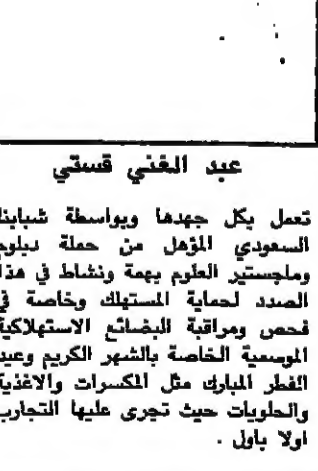 عبد الغني قستي
تعمل بكل جهدها وبواسطة شبابنا
السعودي المؤهل من حملة دبلوم
وماجستير العلوم بهمة ونشاط في هذا
الصدد لحماية المستهلك وخاصة في
فحص ومراقبة البضائع الاستهلاكية
الموسمية الخاصة بالشهر الكريم وعيد
الفطر المبارك مثل المكسرات والاغذية
والحلويات حيث تجرى عليها التجارب
اولا باول .